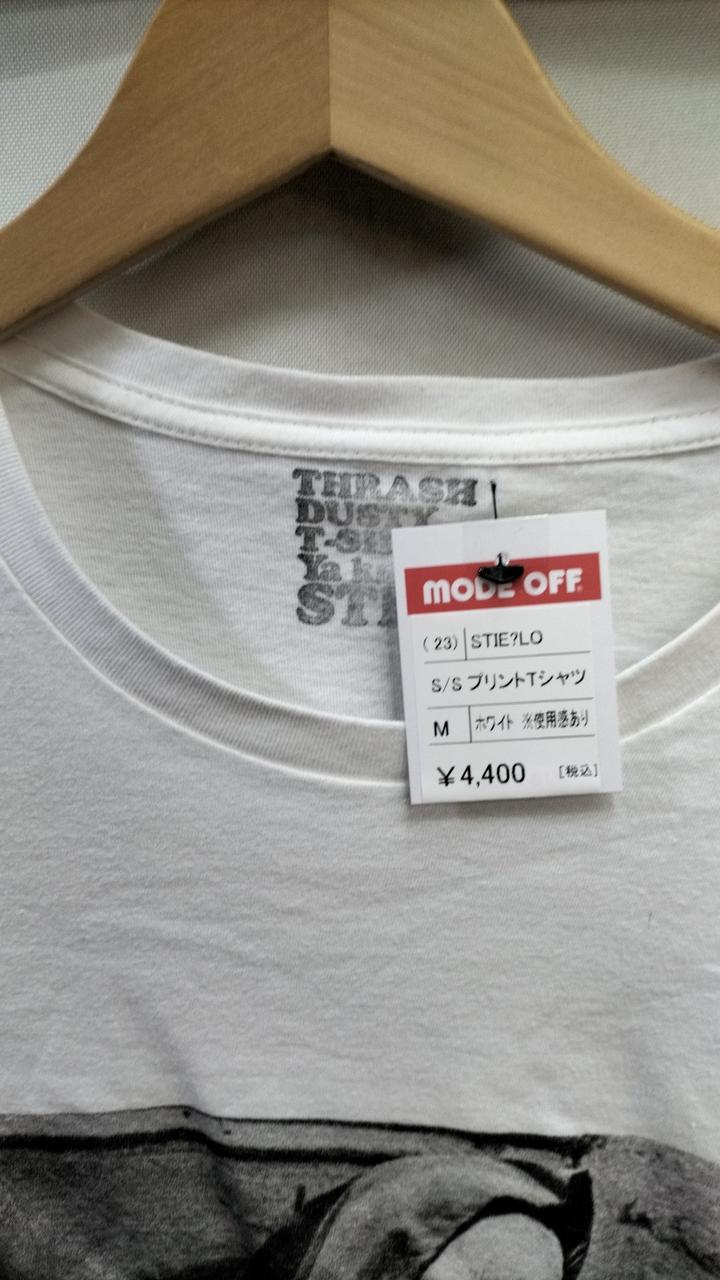 THRASH
DUSTY
MODE OFF
(23) STIE?LO
S/S プリントTシャツ
M ホワイト ※使用感あり
¥4,400 [税込]